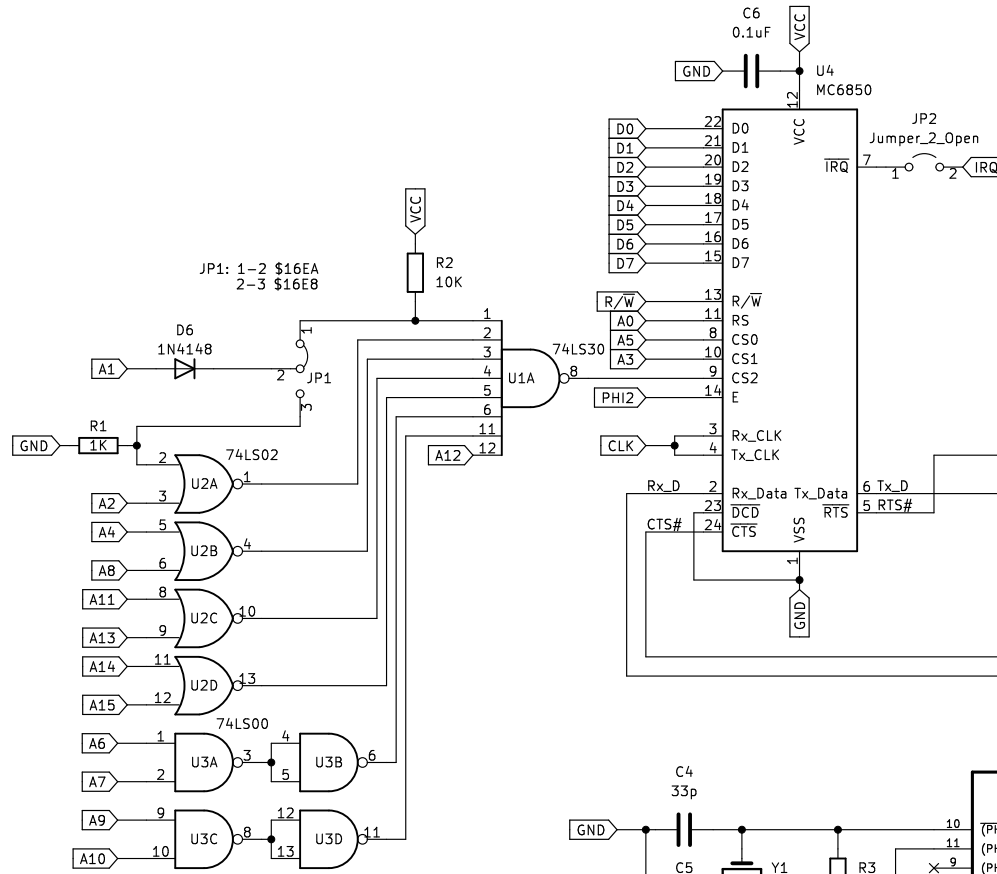 C6
0.1uF
VCC
GND
U4
MC6850
12
VCC
JP2
Jumper_2_Open
D0 22 D0
D1 21 D1
D2 20 D2
D3 19 D3
D4 18 D4
D5 17 D5
D6 16 D6
D7 15 D7
IRQ 7
1 2 IRQ
R/W 13 R/W
A0 11 RS
A5 8 CS0
A3 10 CS1
9 CS2
PHI2 14 E
CLK 3 Rx_CLK
4 Tx_CLK
Rx_D 2 Rx_Data
Tx_Data 6 Tx_D
23 DCD
RTS 5 RTS#
CTS# 24 CTS
VSS
1
GND
VCC
R2
10K
JP1: 1-2 $16EA
2-3 $16E8
D6
1N4148
A1
1
2
JP1
3
1
2
3
4
5
6
11
A12 12
74LS30
U1A
8
R1
GND 1K
74LS02
2
U2A 1
A2 3
A4 5
U2B 4
A8 6
A11 8
U2C 10
A13 9
A14 11
U2D 13
A15 12
74LS00
A6 1
U3A 3
A7 2
4
U3B 6
5
A9 9
U3C 8
A10 10
12
U3D 11
13
C4
33p
GND
C5
Y1
R3
10 (PH
11 (PH
9 (PH